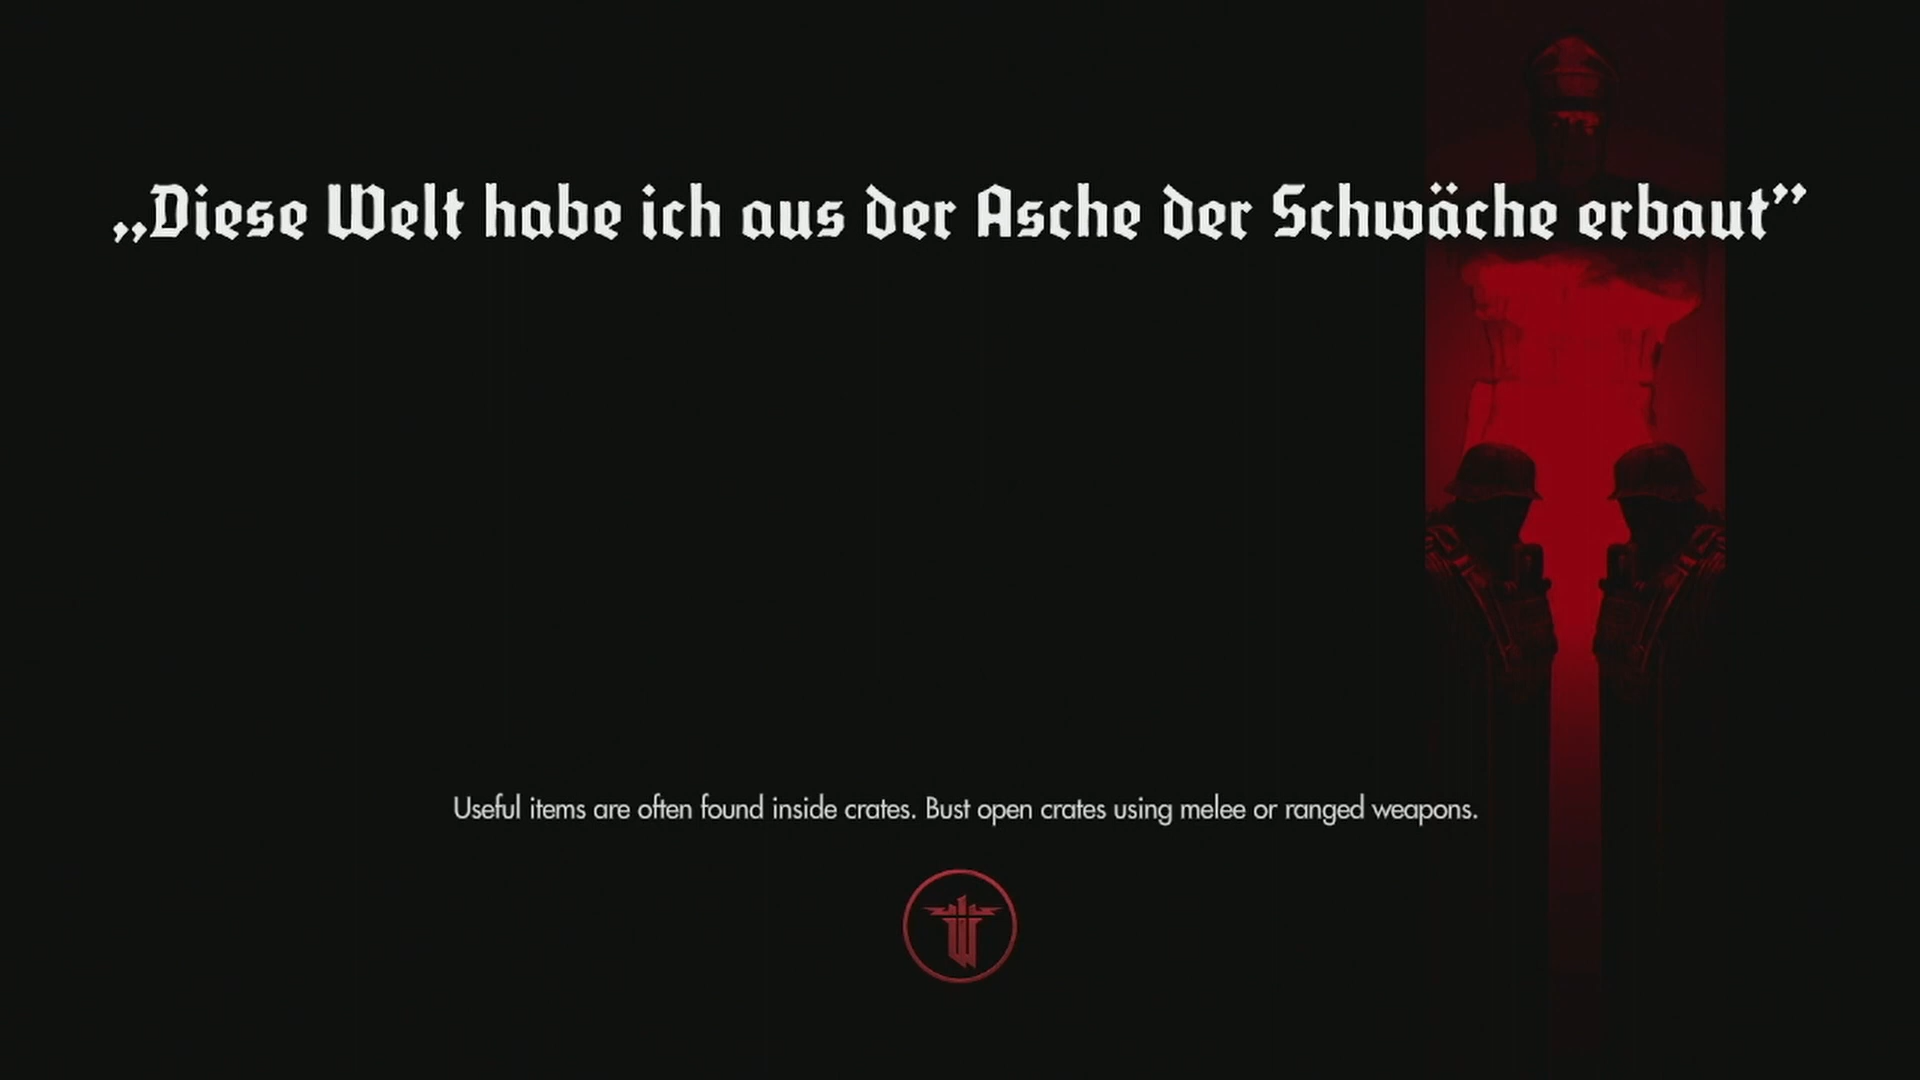 „Diese Welt habe ich aus der Asche der Schwäche erbaut”
Useful items are often found inside crates. Bust open crates using melee or ranged weapons.